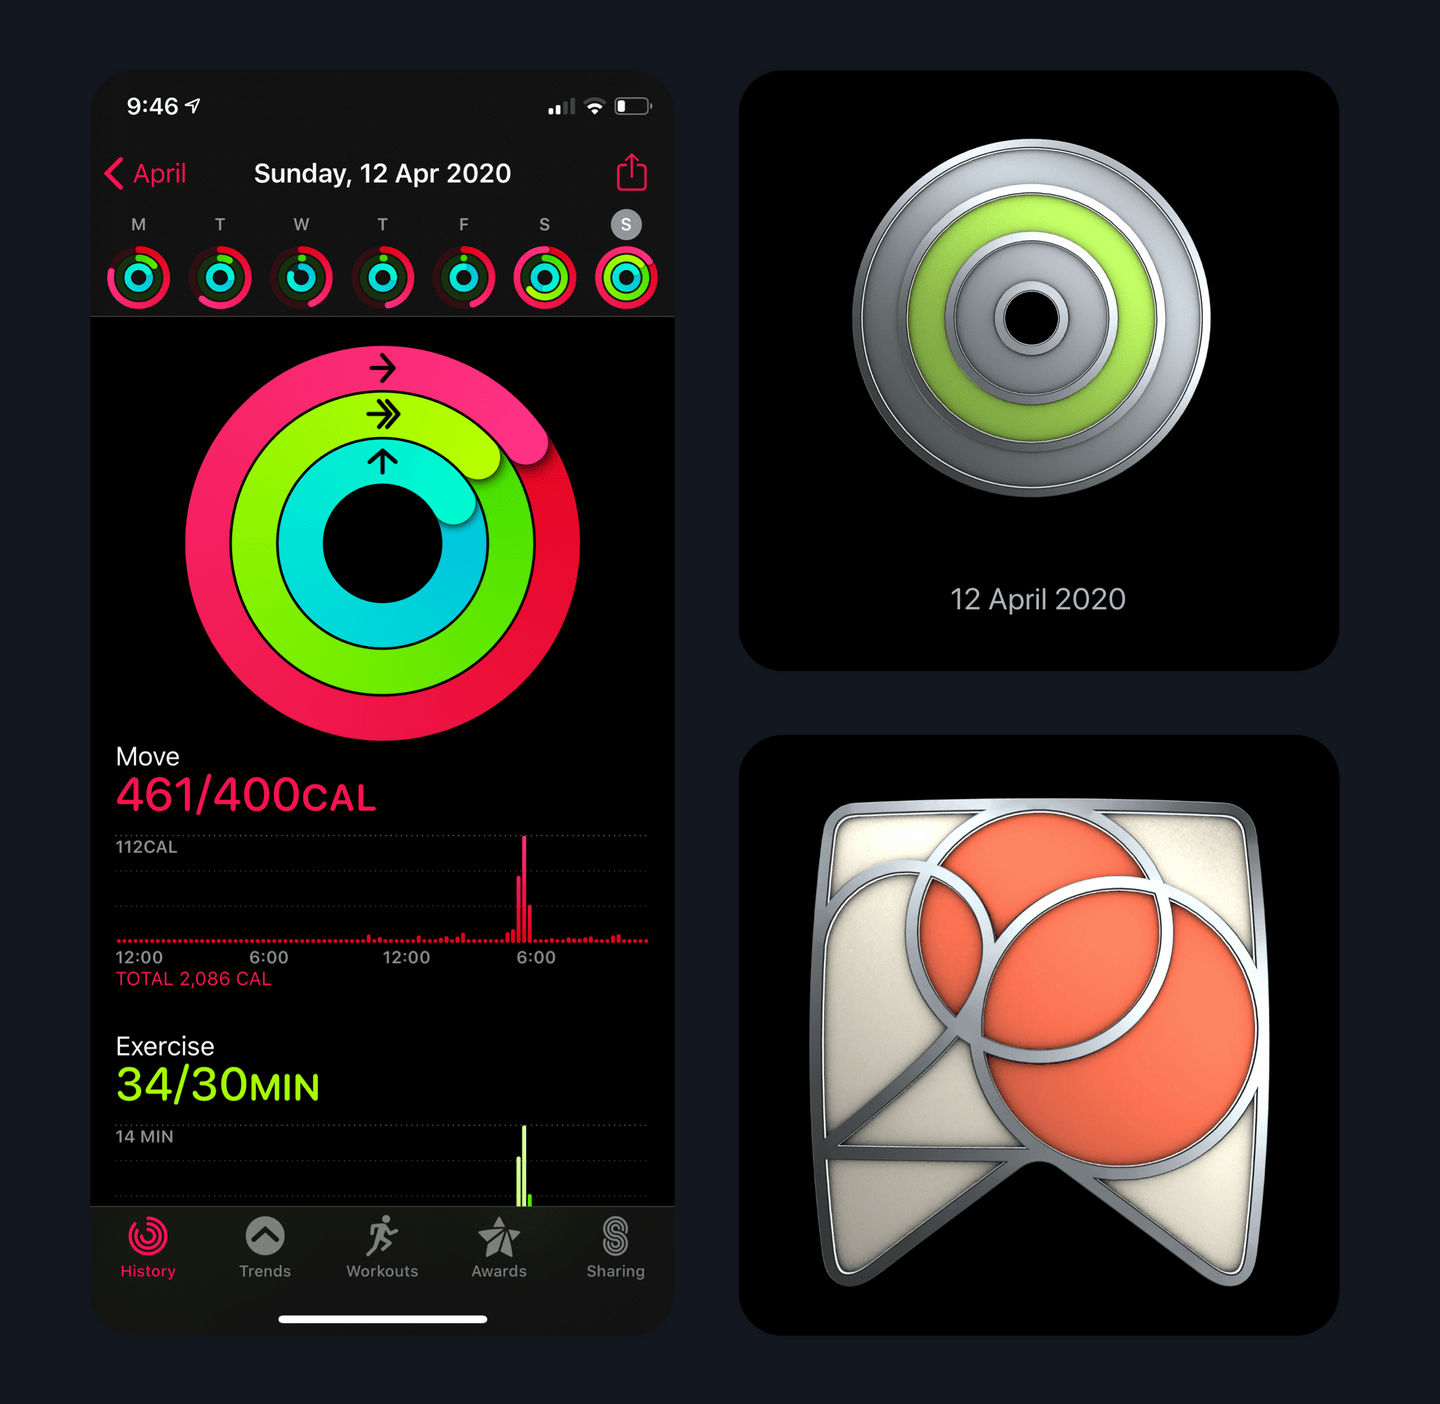 9:46
April
Sunday, 12 Apr 2020
M T W T F S S
Move
461/400CAL
112CAL
12:00 6:00 12:00 6:00
TOTAL 2,086 CAL
Exercise
34/30MIN
14 MIN
History Trends Workouts Awards Sharing
12 April 2020